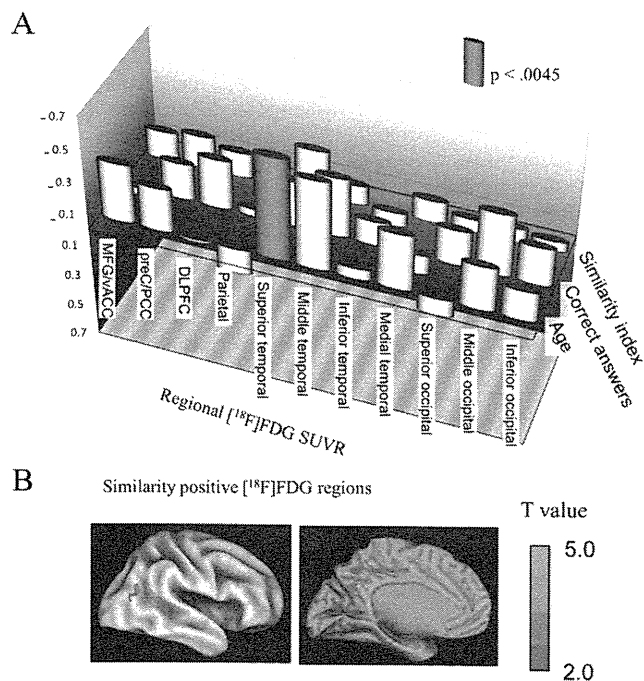 A
p < .0045
-0.7
-0.5
-0.3
-0.1
0.1
0.3
0.5
0.7
MFG/vACC
preC/PCC
DLPFC
Parietal
Superior temporal
Middle temporal
Inferior temporal
Medial temporal
Superior occipital
Middle occipital
Inferior occipital
Similarity index
Correct answers
Age
Regional [¹⁸F]FDG SUVR
B
Similarity positive [¹⁸F]FDG regions
T value
5.0
2.0